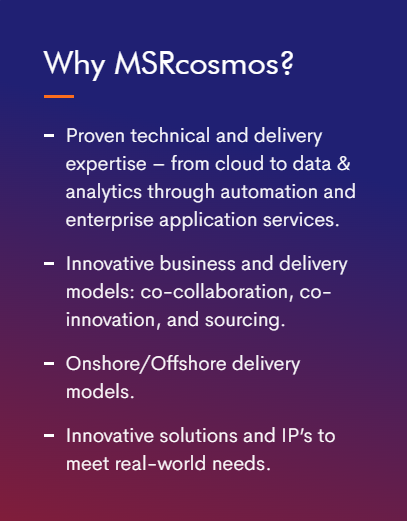 Why MSRcosmos?
– Proven technical and delivery
expertise – from cloud to data &
analytics through automation and
enterprise application services.
– Innovative business and delivery
models: co-collaboration, co-
innovation, and sourcing.
– Onshore/Offshore delivery
models.
– Innovative solutions and IP's to
meet real-world needs.